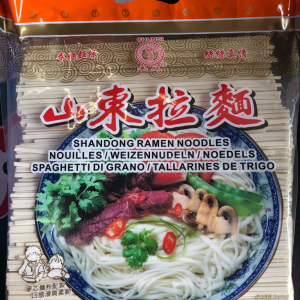 山東拉麵
SHANDONG RAMEN NOODLES
NOUILLES / WEIZENNUDELN / NOEDELS
SPAGHETTI DI GRANO / TALLARINES DE TRIGO